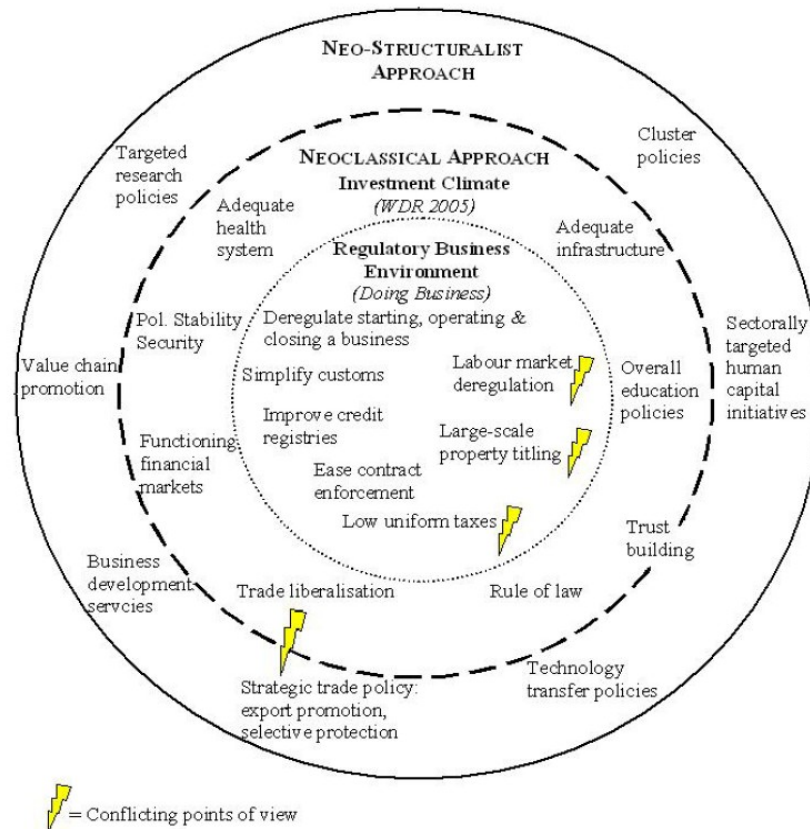 NEO-STRUCTURALIST
APPROACH
Targeted
research
policies
Cluster
policies
NEOCLASSICAL APPROACH
Investment Climate
(WDR 2005)
Adequate
health
system
Adequate
infrastructure
Regulatory Business
Environment
(Doing Business)
Pol. Stability
Security
Deregulate starting, operating &
closing a business
Sectorally
targeted
human
capital
initiatives
Value chain
promotion
Simplify customs
Labour market
deregulation
Overall
education
policies
Improve credit
registries
Large-scale
property titling
Functioning
financial
markets
Ease contract
enforcement
Low uniform taxes
Trust
building
Business
development
servcies
Trade liberalisation
Rule of law
Technology
transfer policies
Strategic trade policy:
export promotion,
selective protection
= Conflicting points of view